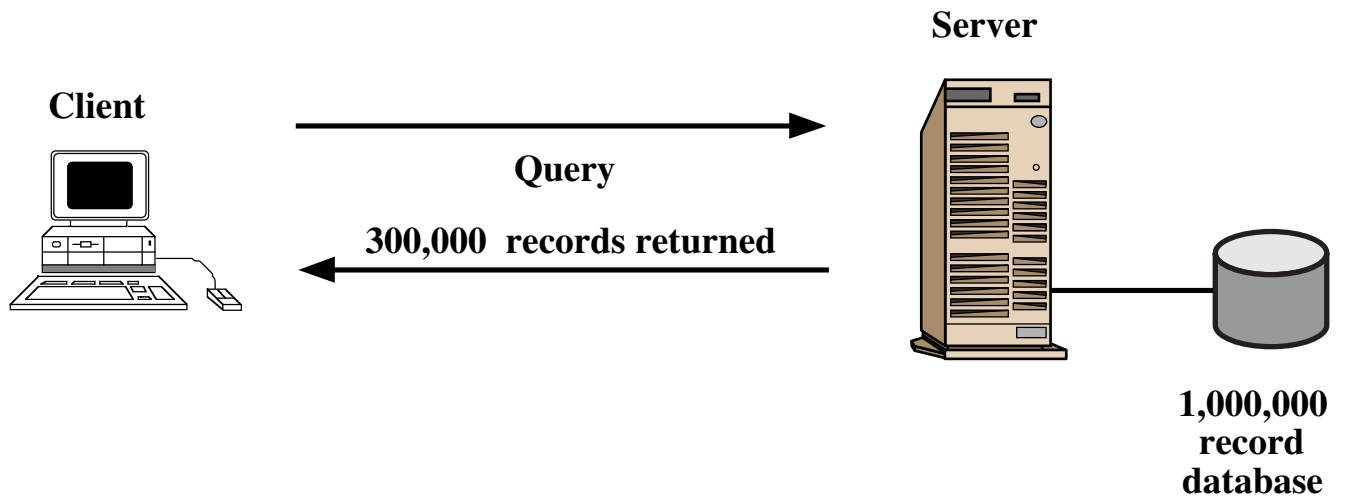 Server
Client
Query
300,000 records returned
1,000,000
record
database